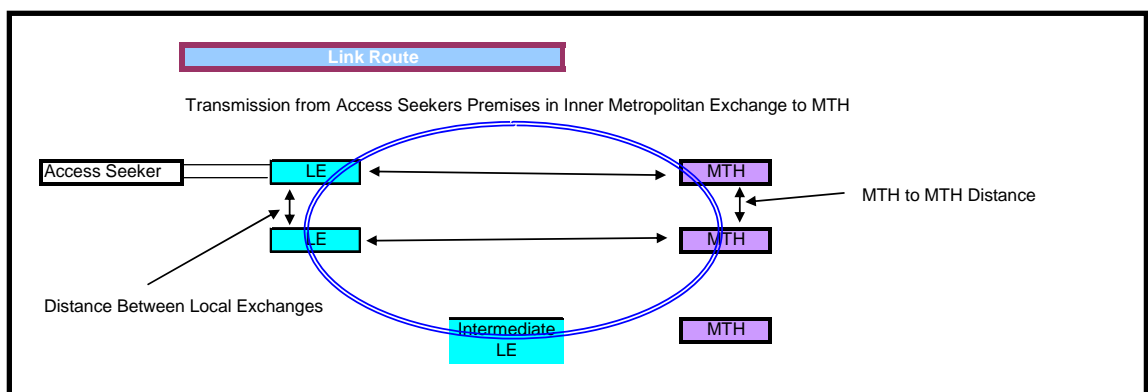 Link Route
Transmission from Access Seekers Premises in Inner Metropolitan Exchange to MTH
Access Seeker
LE
MTH
MTH to MTH Distance
LE
MTH
Distance Between Local Exchanges
Intermediate
LE
MTH